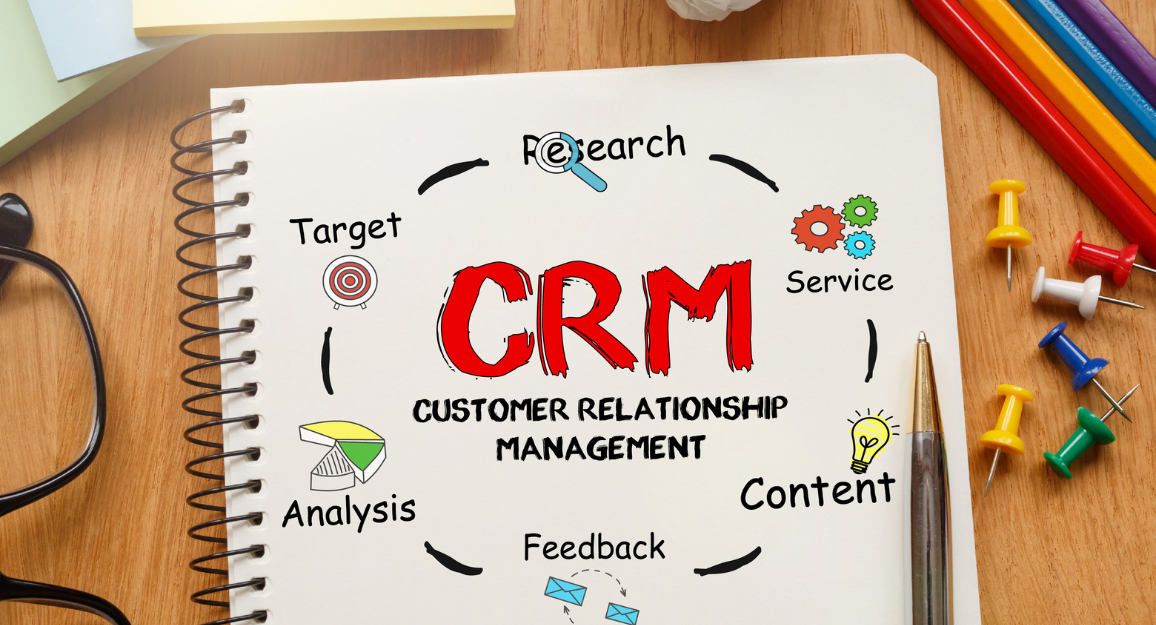 Research
Target
Service
CRM
CUSTOMER RELATIONSHIP
MANAGEMENT
Analysis
Content
Feedback